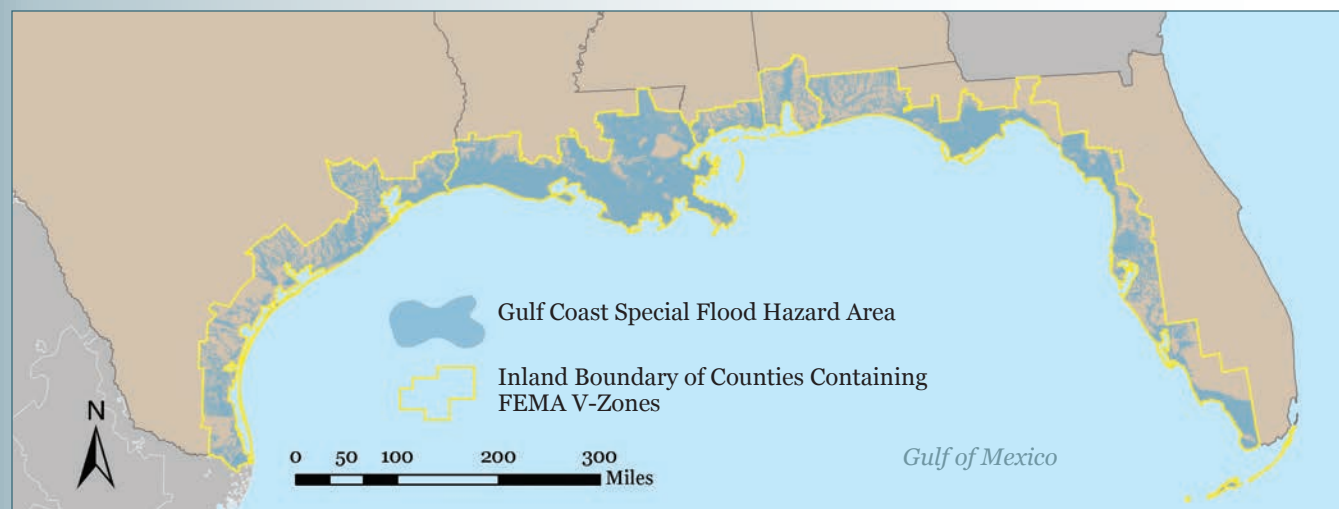 Gulf Coast Special Flood Hazard Area
Inland Boundary of Counties Containing
FEMA V-Zones
N
0 50 100 200 300
Miles
Gulf of Mexico